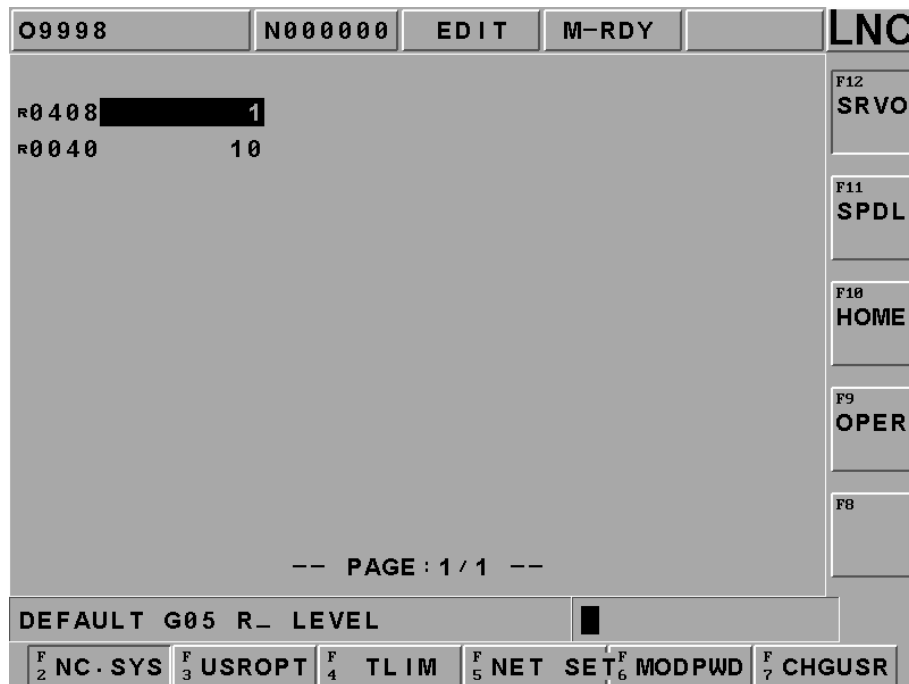 O9998 N000000 EDIT M-RDY LNC
F12
SRVO
R0408 1
R0040 10
F11
SPDL
F10
HOME
F9
OPER
F8
-- PAGE:1/1 --
DEFAULT G05 R_ LEVEL
F2 NC.SYS F3 USROPT F4 TLIM F5 NET SET F6 MODPWD F7 CHGUSR